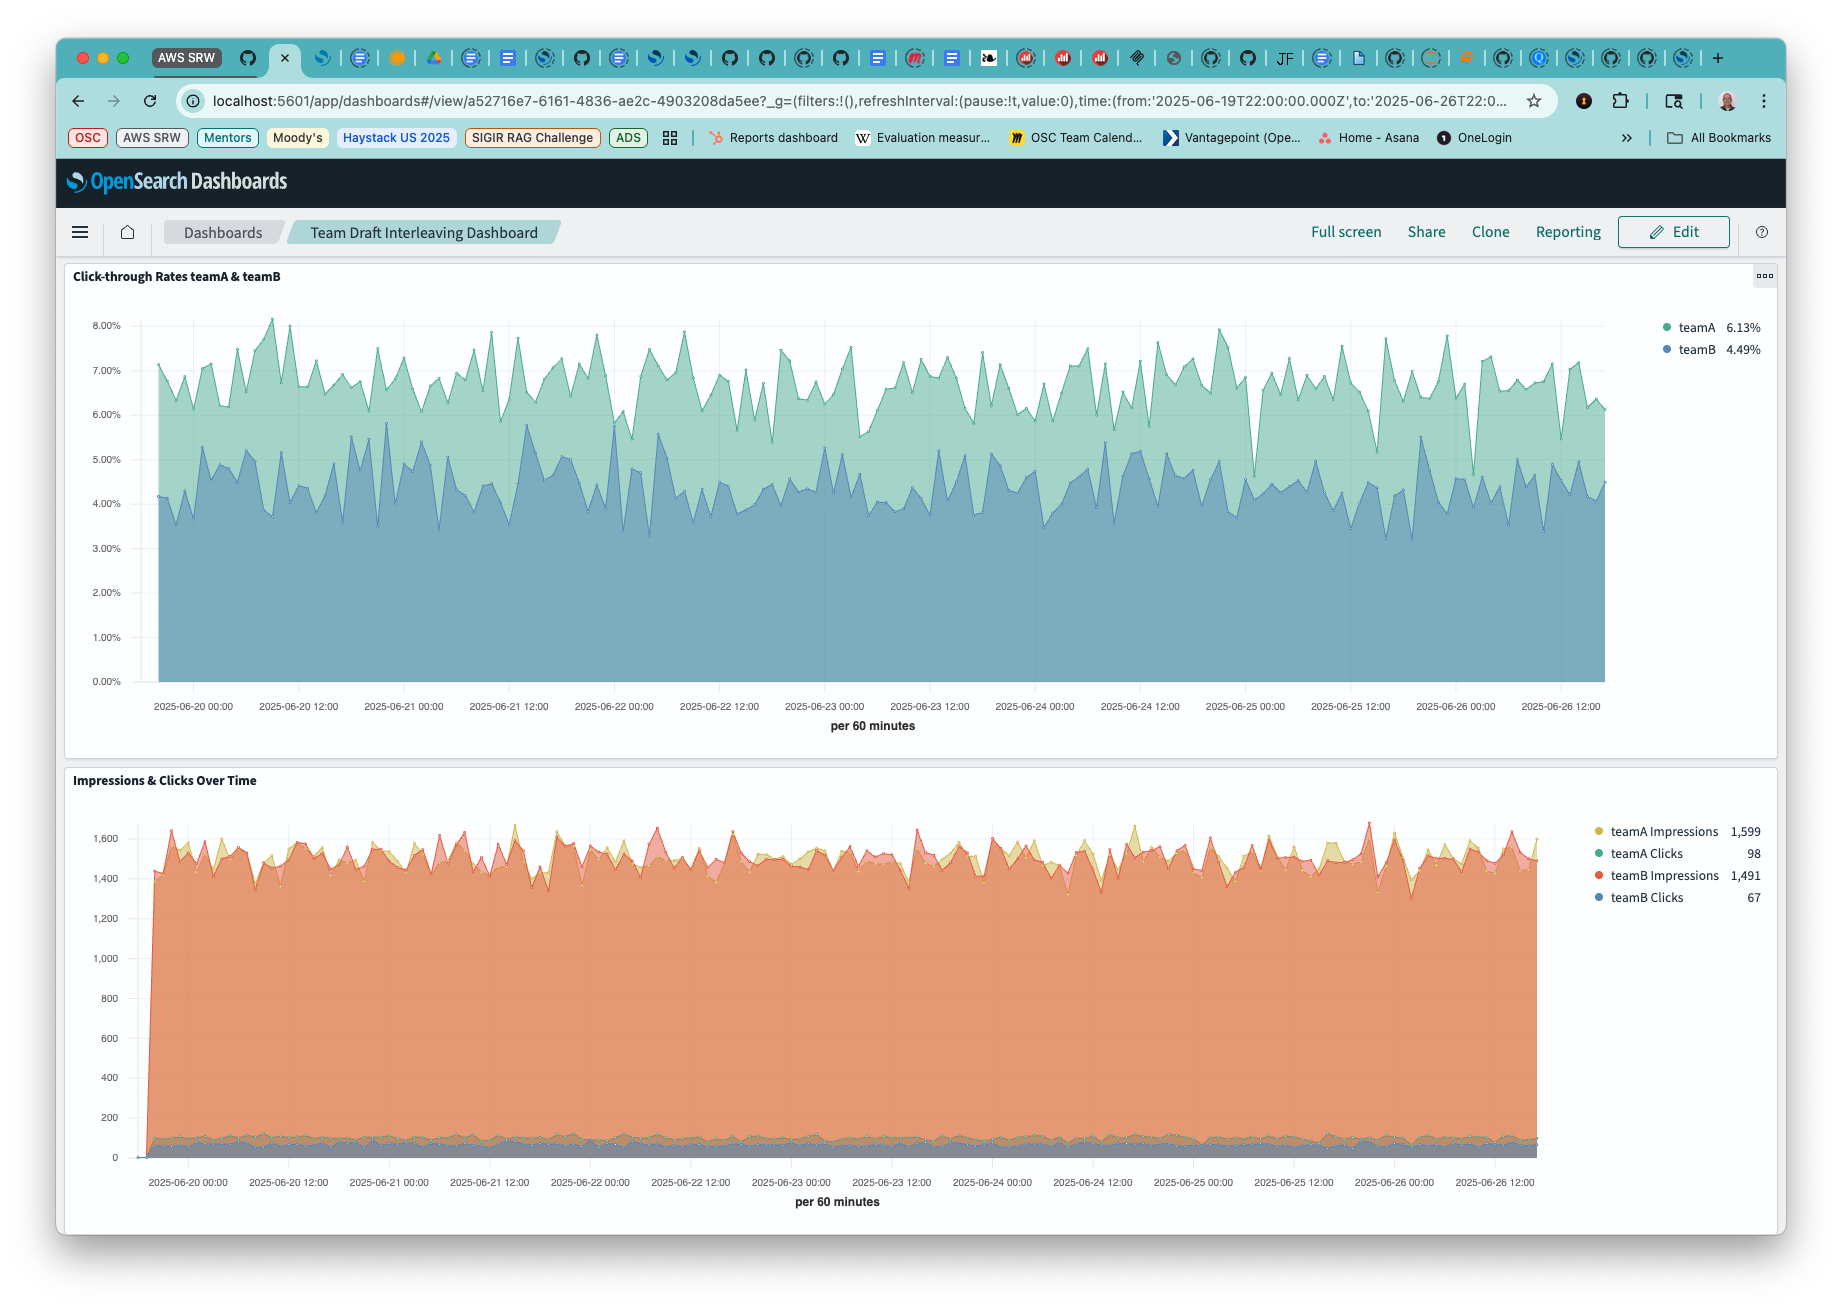 AWS SRW
JF
localhost:5601/app/dashboards#/view/a52716e7-6161-4836-ae2c-4903208da5ee?_g=(filters:!(),refreshInterval:(pause:!t,value:0),time:(from:'2025-06-19T22:00:00.000Z',to:'2025-06-26T22:0...
OSC AWS SRW Mentors Moody's Haystack US 2025 SIGIR RAG Challenge ADS Reports dashboard W Evaluation measur... OSC Team Calend... Vantagepoint (Ope... Home - Asana OneLogin » All Bookmarks
OpenSearch Dashboards
Dashboards Team Draft Interleaving Dashboard Full screen Share Clone Reporting Edit
Click-through Rates teamA & teamB
8.00%
7.00%
6.00%
5.00%
4.00%
3.00%
2.00%
1.00%
0.00%
teamA 6.13%
teamB 4.49%
2025-06-20 00:00 2025-06-20 12:00 2025-06-21 00:00 2025-06-21 12:00 2025-06-22 00:00 2025-06-22 12:00 2025-06-23 00:00 2025-06-23 12:00 2025-06-24 00:00 2025-06-24 12:00 2025-06-25 00:00 2025-06-25 12:00 2025-06-26 00:00 2025-06-26 12:00
per 60 minutes
Impressions & Clicks Over Time
1,600
1,400
1,200
1,000
800
600
400
200
0
teamA Impressions 1,599
teamA Clicks 98
teamB Impressions 1,491
teamB Clicks 67
2025-06-20 00:00 2025-06-20 12:00 2025-06-21 00:00 2025-06-21 12:00 2025-06-22 00:00 2025-06-22 12:00 2025-06-23 00:00 2025-06-23 12:00 2025-06-24 00:00 2025-06-24 12:00 2025-06-25 00:00 2025-06-25 12:00 2025-06-26 00:00 2025-06-26 12:00
per 60 minutes